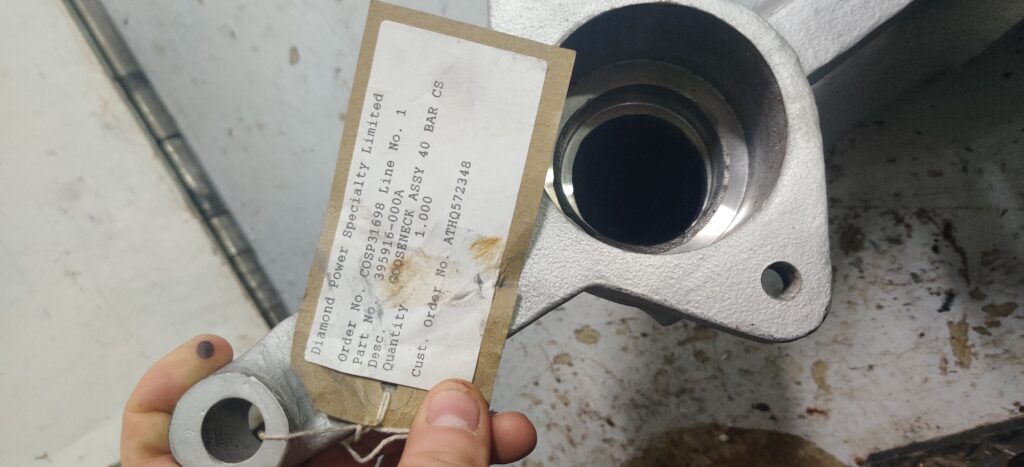 Diamond Power Specialty Limited
Order No. COSP31698 Line No. 1
Part No. 395916-000A
Desc. GOOSENECK ASSY 40 BAR CS
Quantity 1.000
Cust. Order No. ATHQ572348